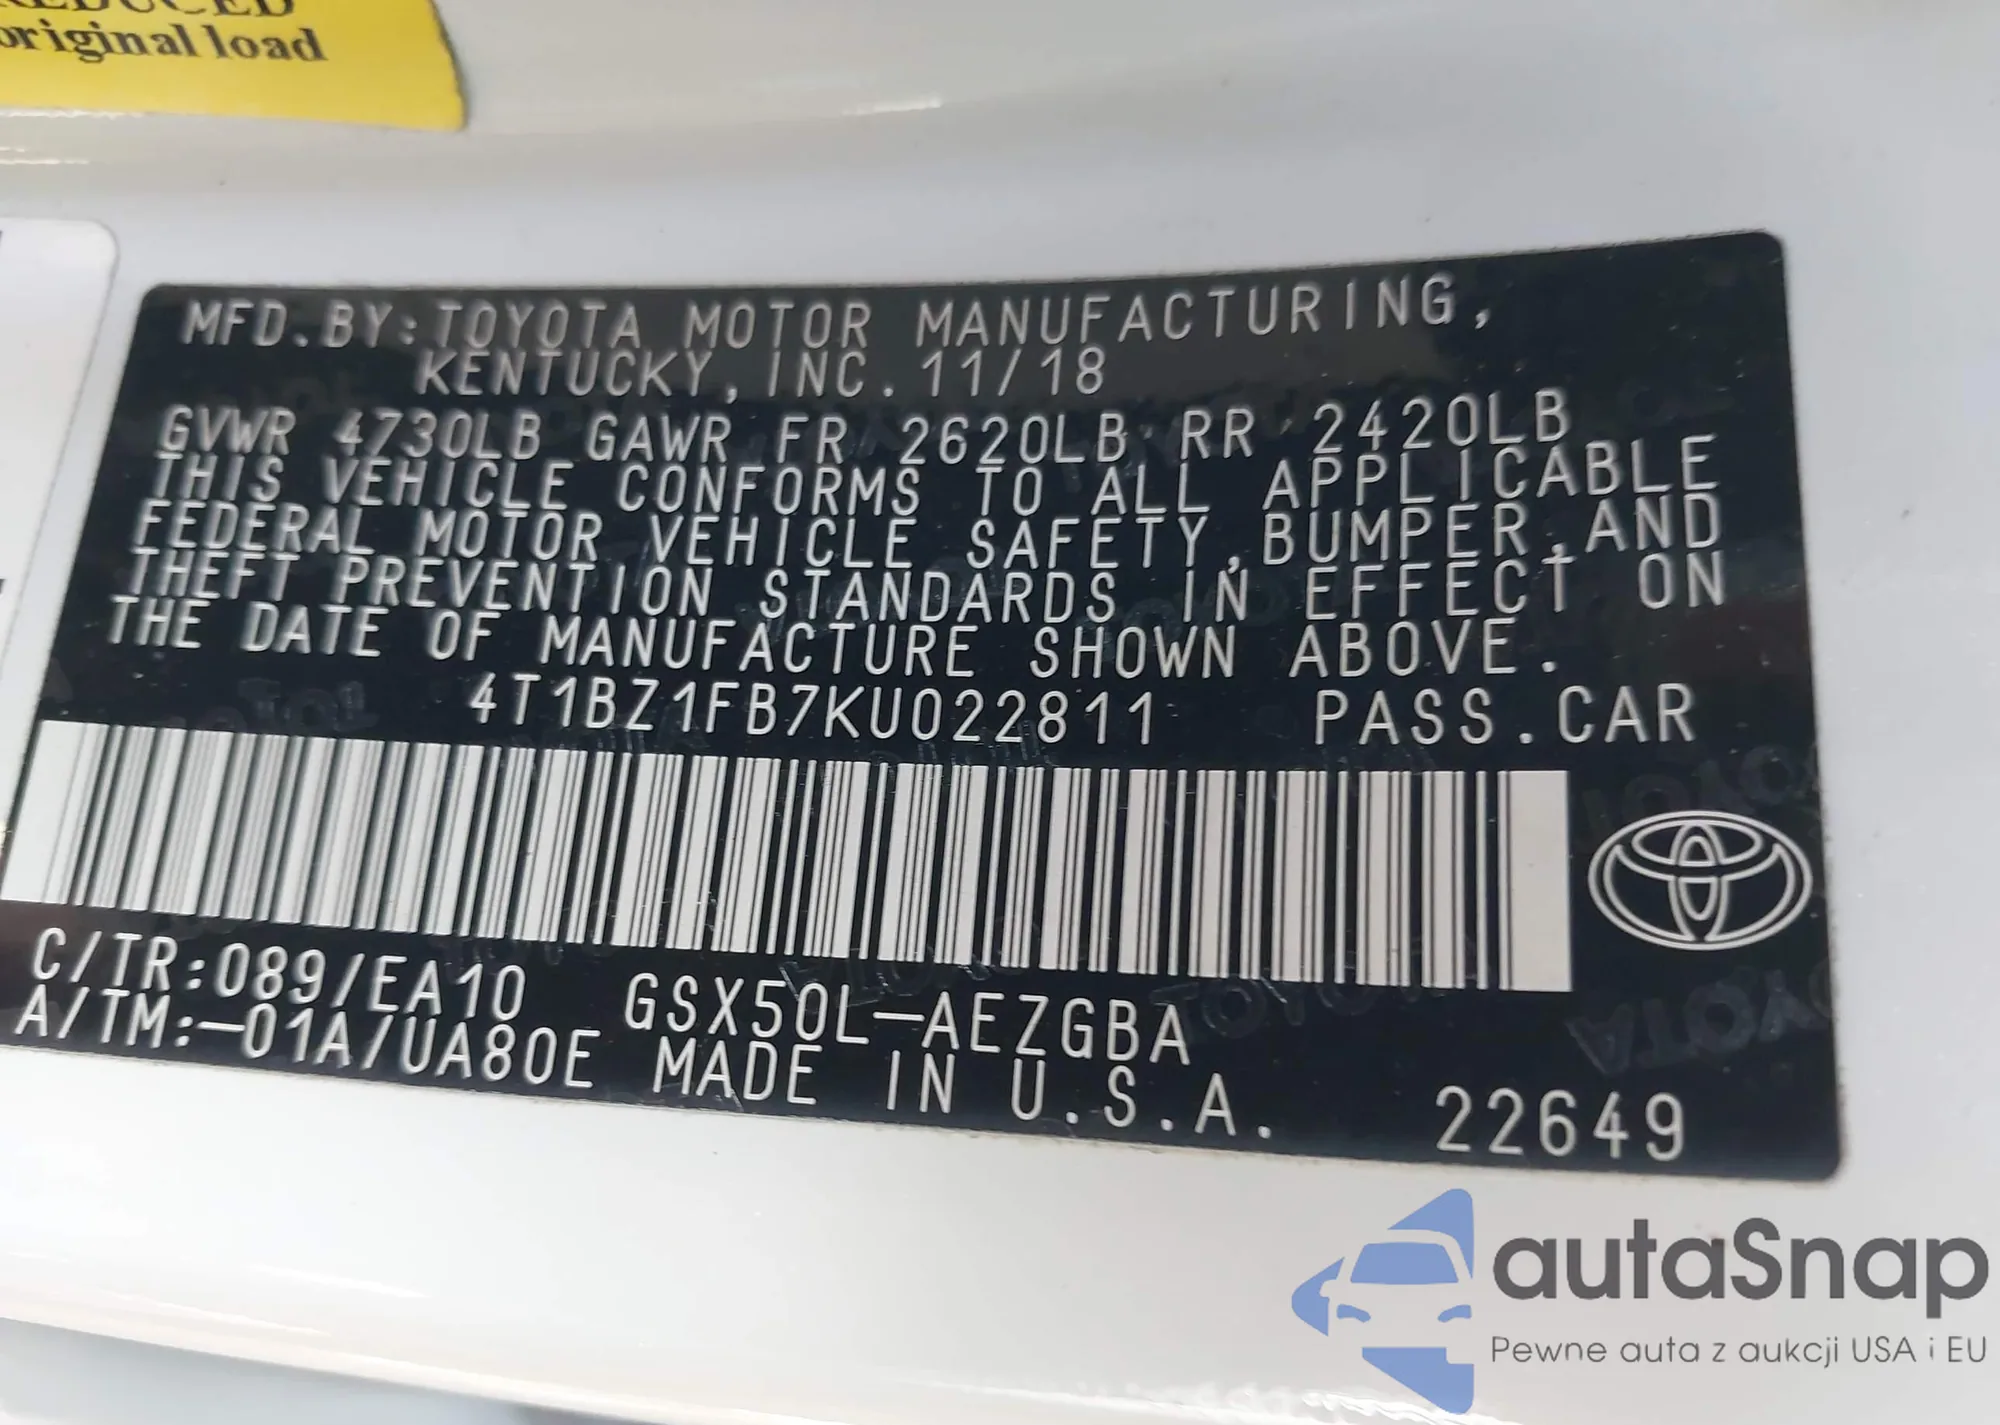 REDUCED
original load
MFD.BY:TOYOTA MOTOR MANUFACTURING,
KENTUCKY, INC. 11/18
GVWR 4730LB GAWR FR 2620LB RR 2420LB
THIS VEHICLE CONFORMS TO ALL APPLICABLE
FEDERAL MOTOR VEHICLE SAFETY,BUMPER,AND
THEFT PREVENTION STANDARDS IN EFFECT ON
THE DATE OF MANUFACTURE SHOWN ABOVE.
4T1BZ1FB7KU022811 PASS.CAR
C/TR:089/EA10 GSX50L-AEZGBA
A/TM:-01A/UA80E MADE IN U.S.A.
22649
autaSnap
Pewne auta z aukcji USA i EU